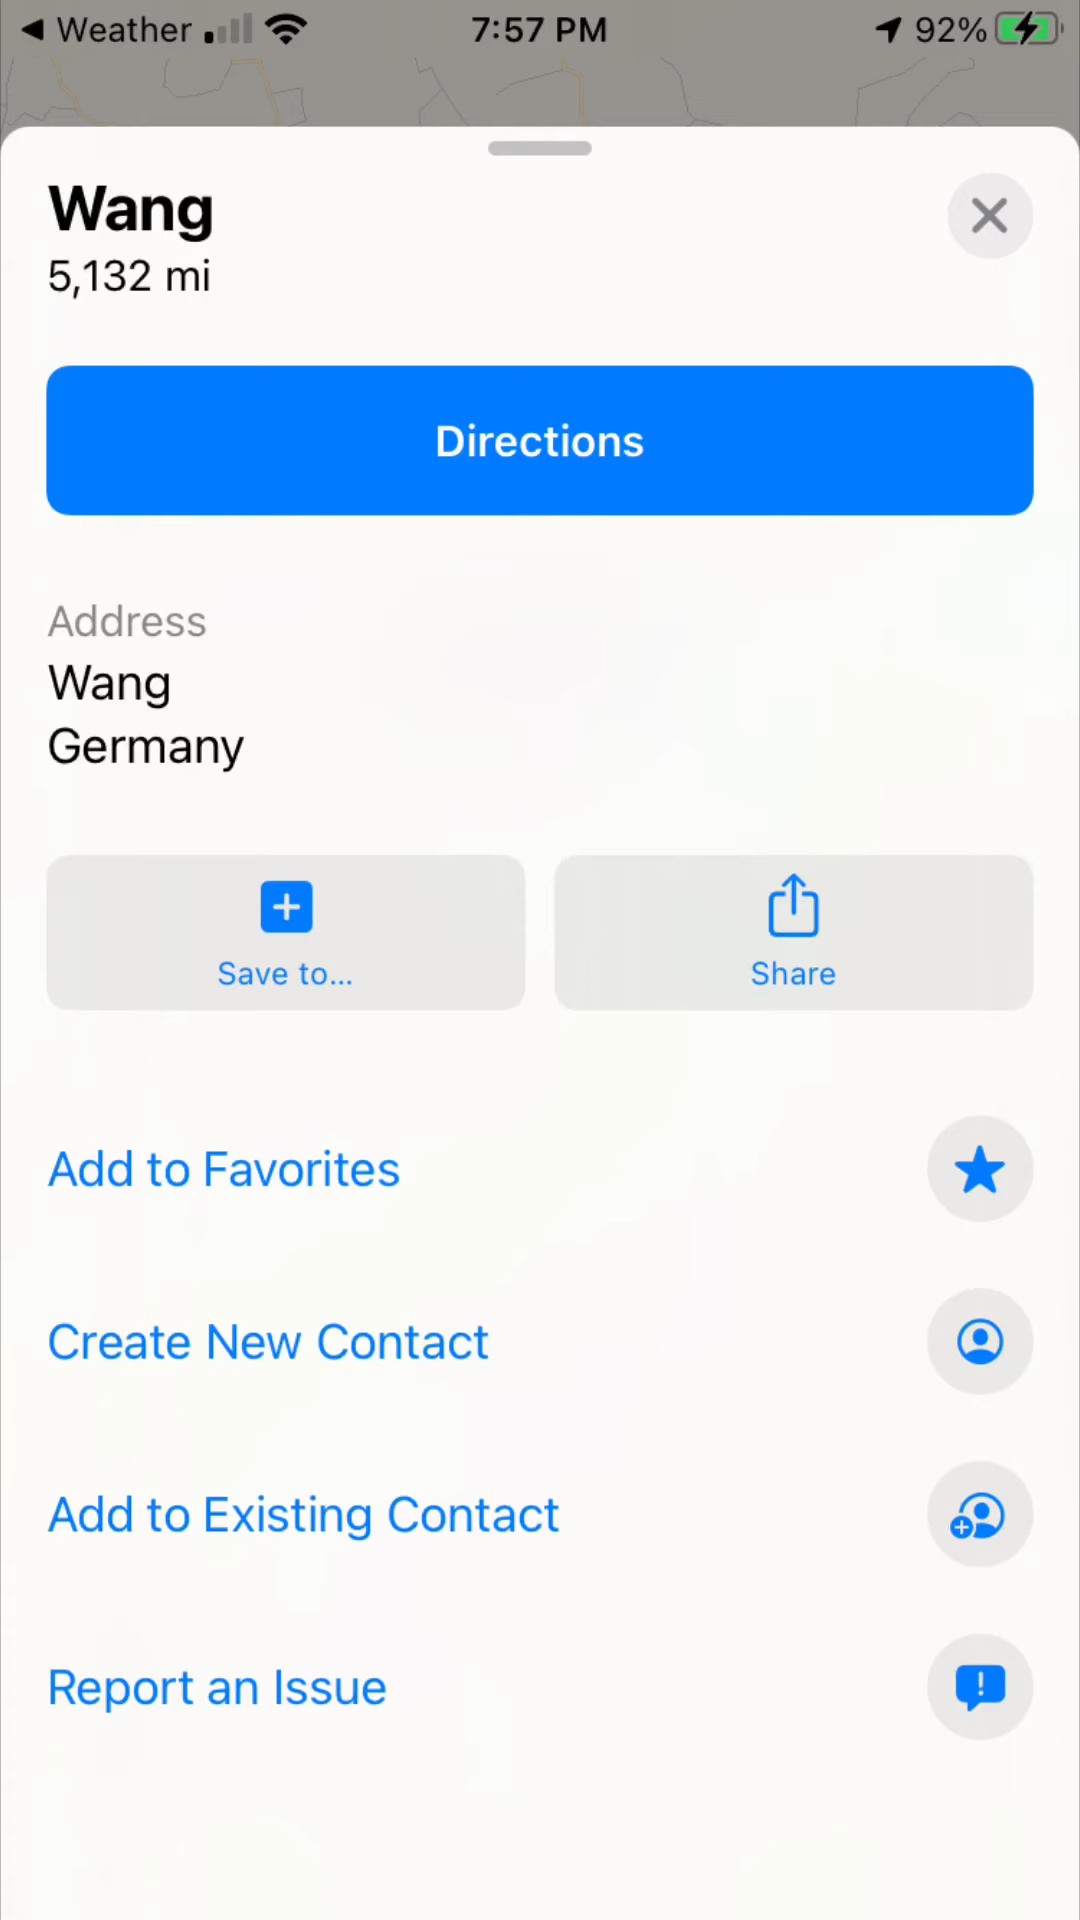 Weather 7:57 PM 92%
Wang
5,132 mi
Directions
Address
Wang
Germany
Save to... Share
Add to Favorites
Create New Contact
Add to Existing Contact
Report an Issue